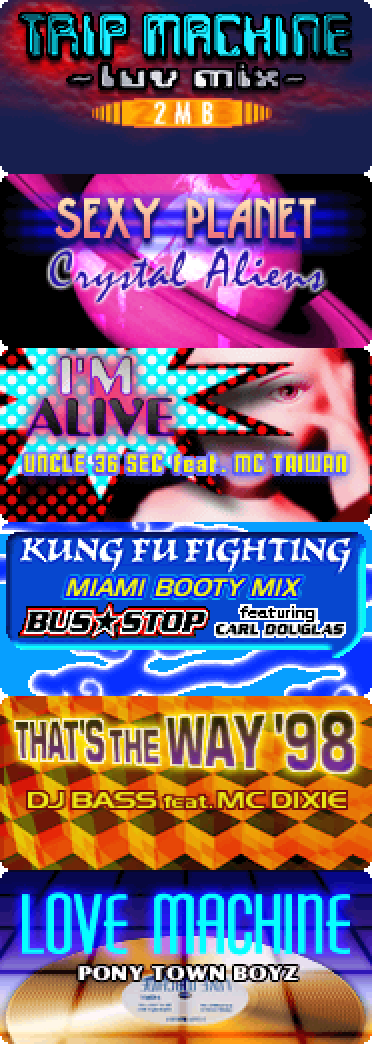 TRIP MACHINE
~luv mix~
2MB
SEXY PLANET
Crystal Aliens
I'M
ALIVE
UNCLE 36 SEC feat. MC TAIWAN
KUNG FU FIGHTING
MIAMI BOOTY MIX
BUS★STOP featuring
CARL DOUGLAS
THAT'S THE WAY '98
DJ BASS feat. MC DIXIE
LOVE MACHINE
PONY TOWN BOYZ